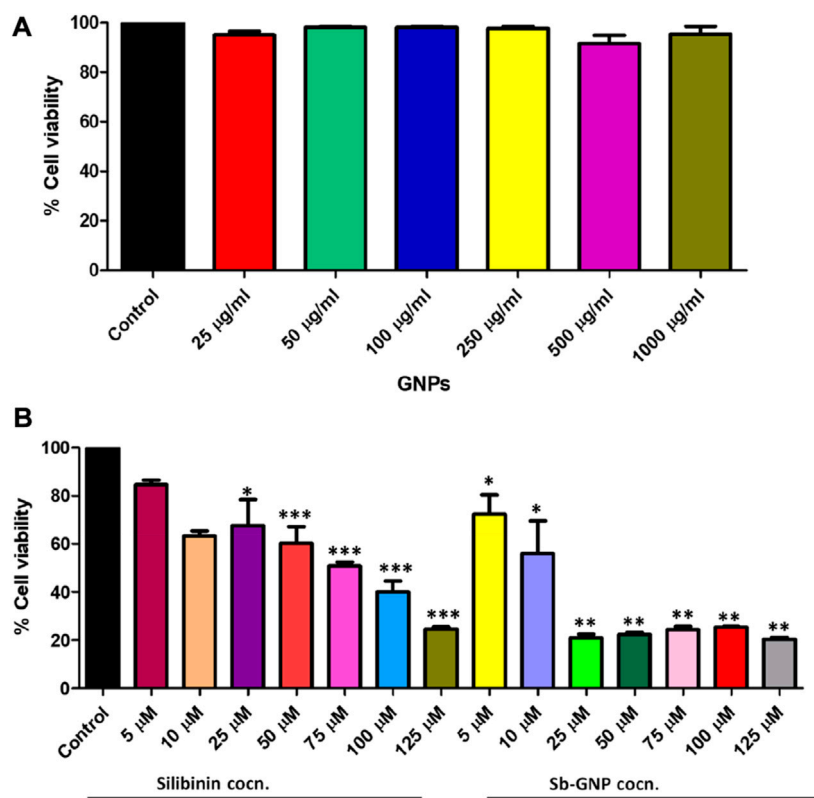 A
100
80
60
40
20
0
% Cell viability
Control
25 μg/ml
50 μg/ml
100 μg/ml
250 μg/ml
500 μg/ml
1000 μg/ml
GNPs
B
100
80
60
40
20
0
% Cell viability
*
***
***
***
***
*
*
**
**
**
**
**
Control
5 μM
10 μM
25 μM
50 μM
75 μM
100 μM
125 μM
5 μM
10 μM
25 μM
50 μM
75 μM
100 μM
125 μM
Silibinin cocn.
Sb-GNP cocn.